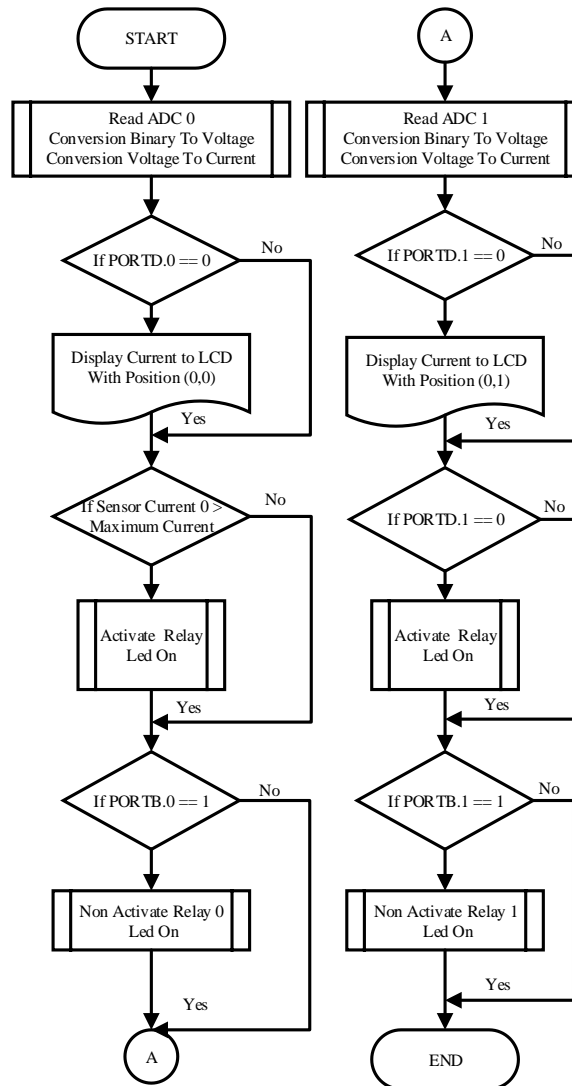 START
Read ADC 0
Conversion Binary To Voltage
Conversion Voltage To Current
If PORTD.0 == 0
No
Display Current to LCD
With Position (0,0)
Yes
If Sensor Current 0 >
Maximum Current
No
Activate Relay
Led On
Yes
If PORTB.0 == 1
No
Non Activate Relay 0
Led On
Yes
A
A
Read ADC 1
Conversion Binary To Voltage
Conversion Voltage To Current
If PORTD.1 == 0
No
Display Current to LCD
With Position (0,1)
Yes
If PORTD.1 == 0
No
Activate Relay
Led On
Yes
If PORTB.1 == 1
No
Non Activate Relay 1
Led On
Yes
END